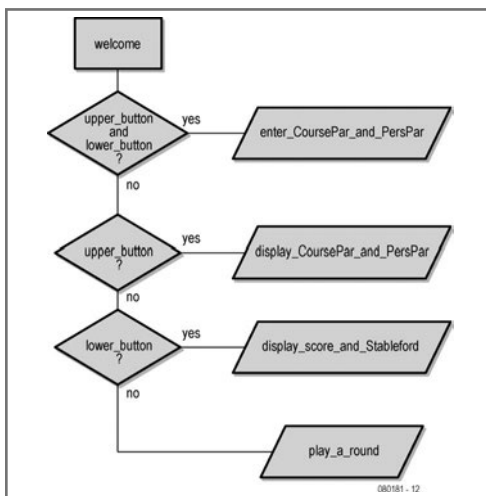 welcome
upper_button
and
lower_button
?
yes
enter_CoursePar_and_PersPar
no
upper_button
?
yes
display_CoursePar_and_PersPar
no
lower_button
?
yes
display_score_and_Stableford
no
play_a_round
080181 - 12